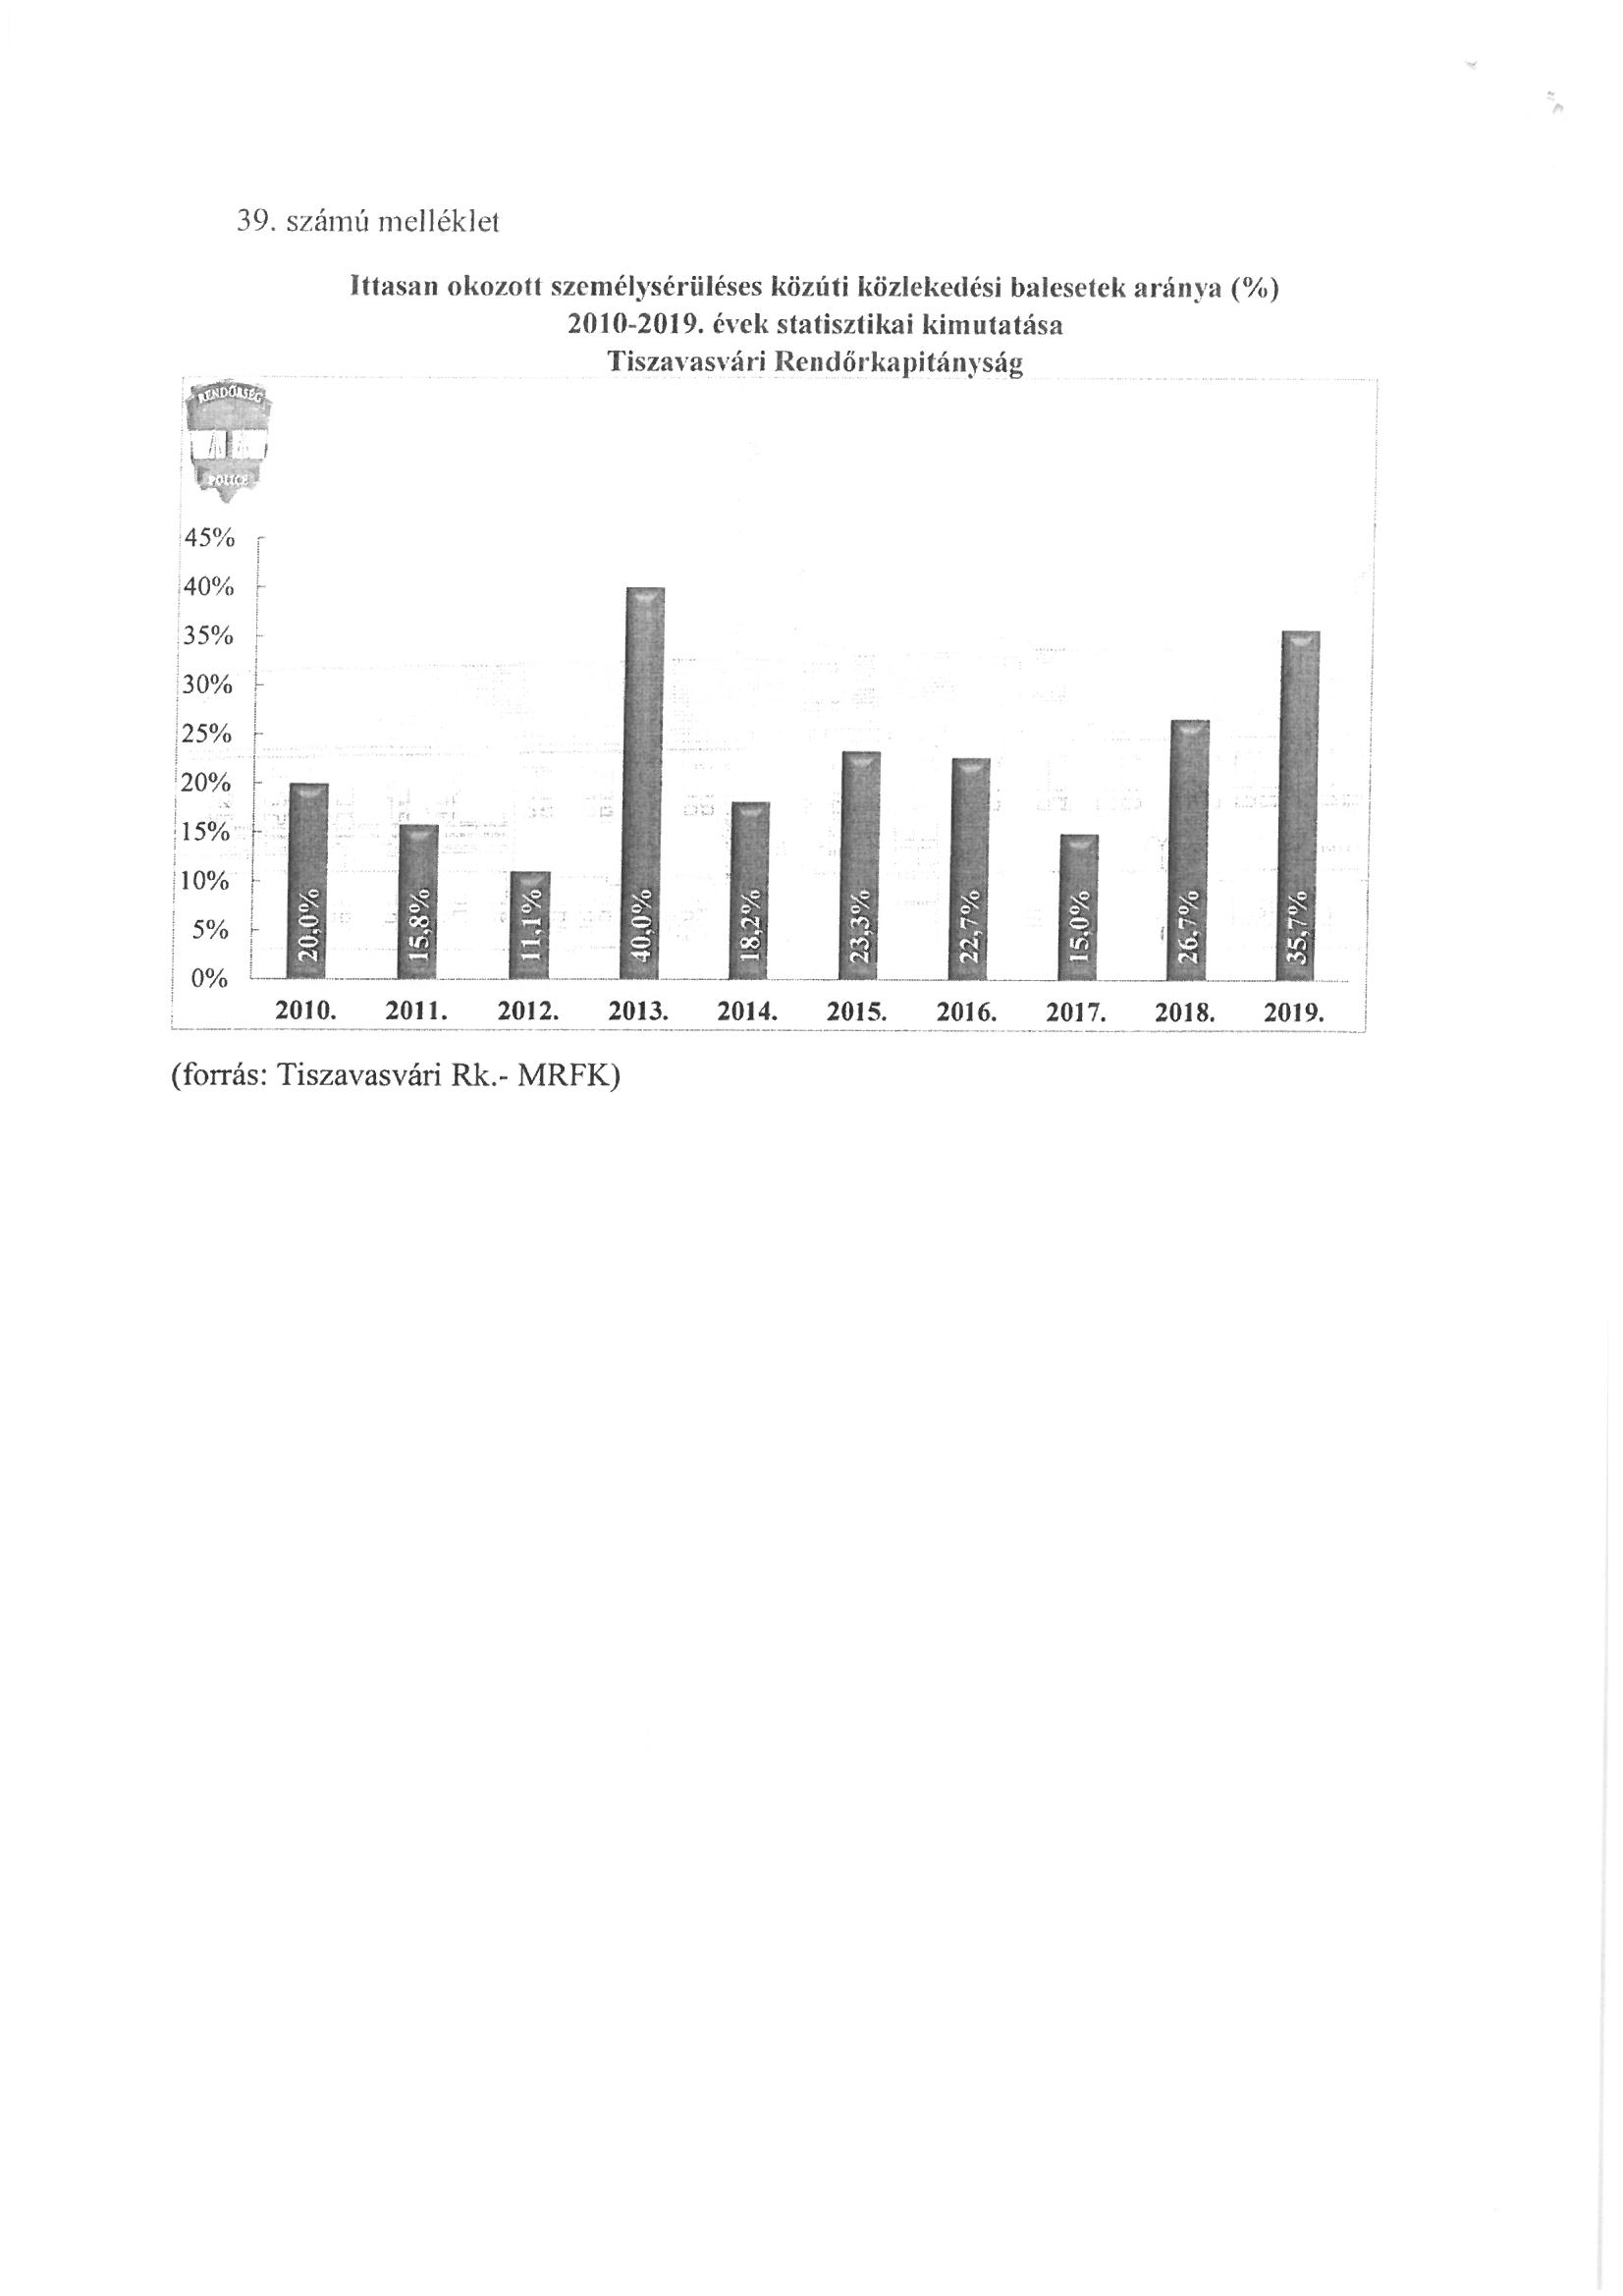 39. számú melléklet
Ittasan okozott személysérüléses közúti közlekedési balesetek aránya (%)
2010-2019. évek statisztikai kimutatása
Tiszavasvári Rendőrkapitányság
RENDŐRSÉG
POLICE
45%
40%
35%
30%
25%
20%
15%
10%
5%
0%
20,0%
15,8%
11,1%
40,0%
18,2%
23,3%
22,7%
15,0%
26,7%
35,7%
2010. 2011. 2012. 2013. 2014. 2015. 2016. 2017. 2018. 2019.
(forrás: Tiszavasvári Rk.- MRFK)